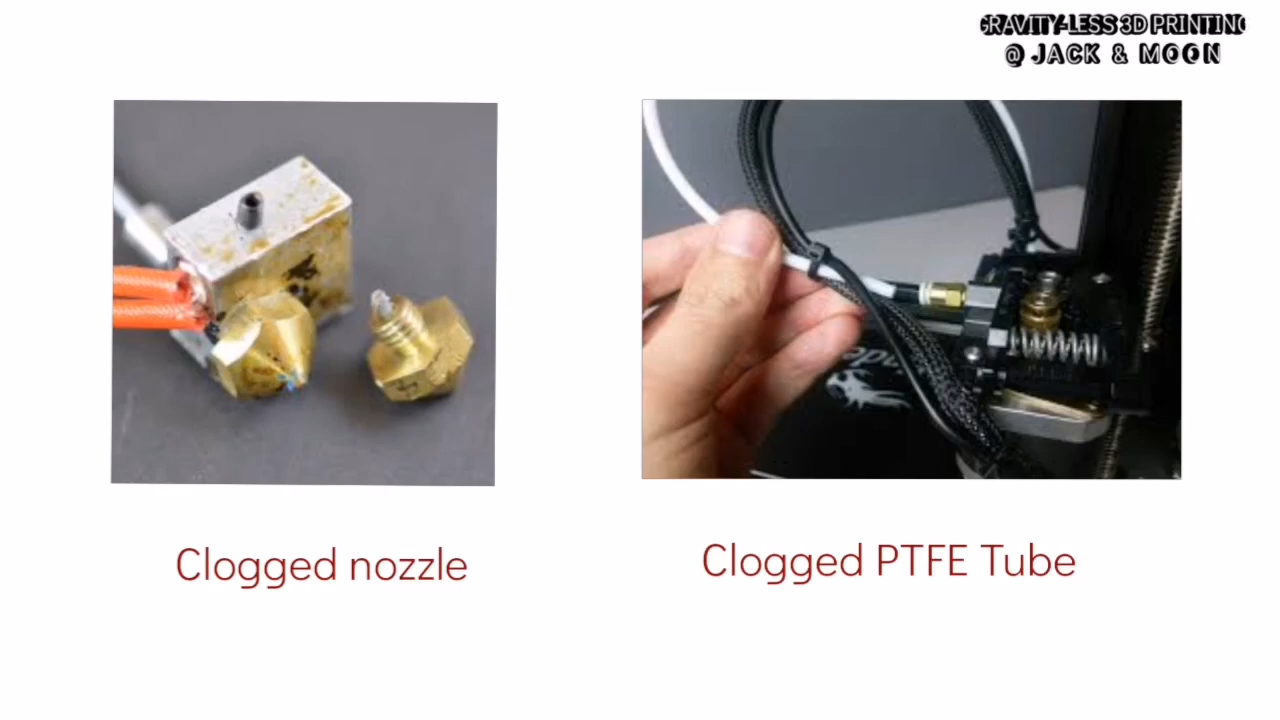 GRAVITY-LESS 3D PRINTING
@ JACK & MOON
Clogged nozzle
Clogged PTFE Tube